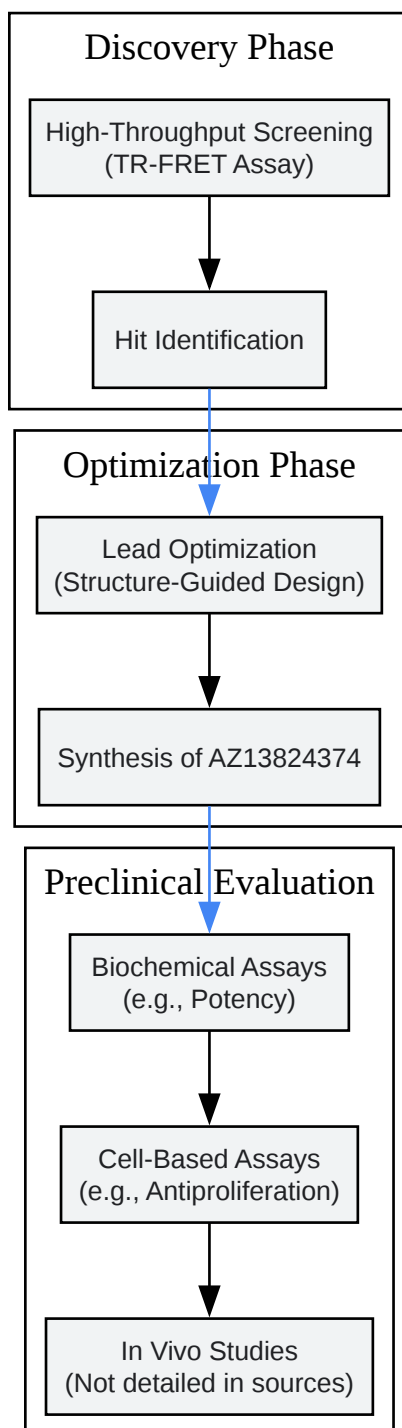 Discovery Phase
High-Throughput Screening
(TR-FRET Assay)
Hit Identification
Optimization Phase
Lead Optimization
(Structure-Guided Design)
Synthesis of AZ13824374
Preclinical Evaluation
Biochemical Assays
(e.g., Potency)
Cell-Based Assays
(e.g., Antiproliferation)
In Vivo Studies
(Not detailed in sources)